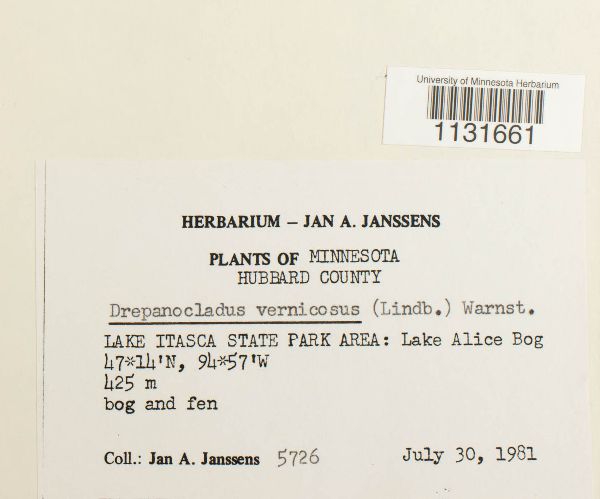 University of Minnesota Herbarium
1131661
HERBARIUM – JAN A. JANSSENS
PLANTS OF MINNESOTA
HUBBARD COUNTY
Drepanocladus vernicosus (Lindb.) Warnst.
LAKE ITASCA STATE PARK AREA: Lake Alice Bog
47*14'N, 94*57'W
425 m
bog and fen
Coll.: Jan A. Janssens 5726 July 30, 1981